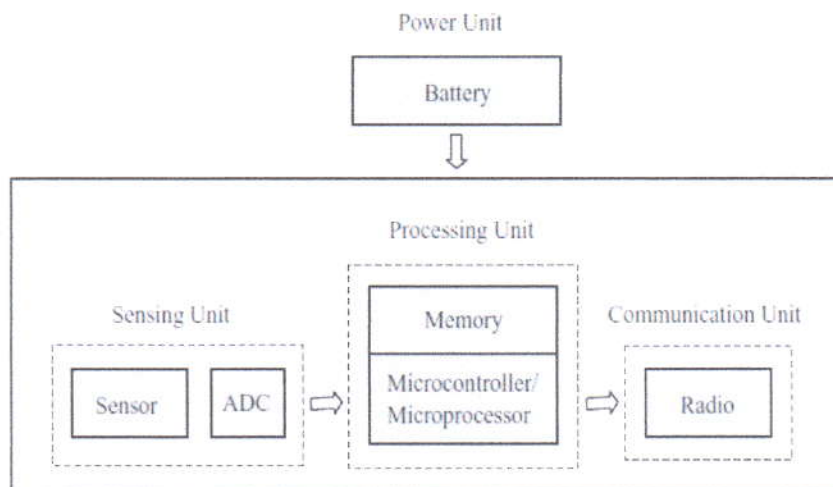 Power Unit
Battery
Processing Unit
Sensing Unit
Memory
Communication Unit
Sensor
ADC
Microcontroller/
Microprocessor
Radio